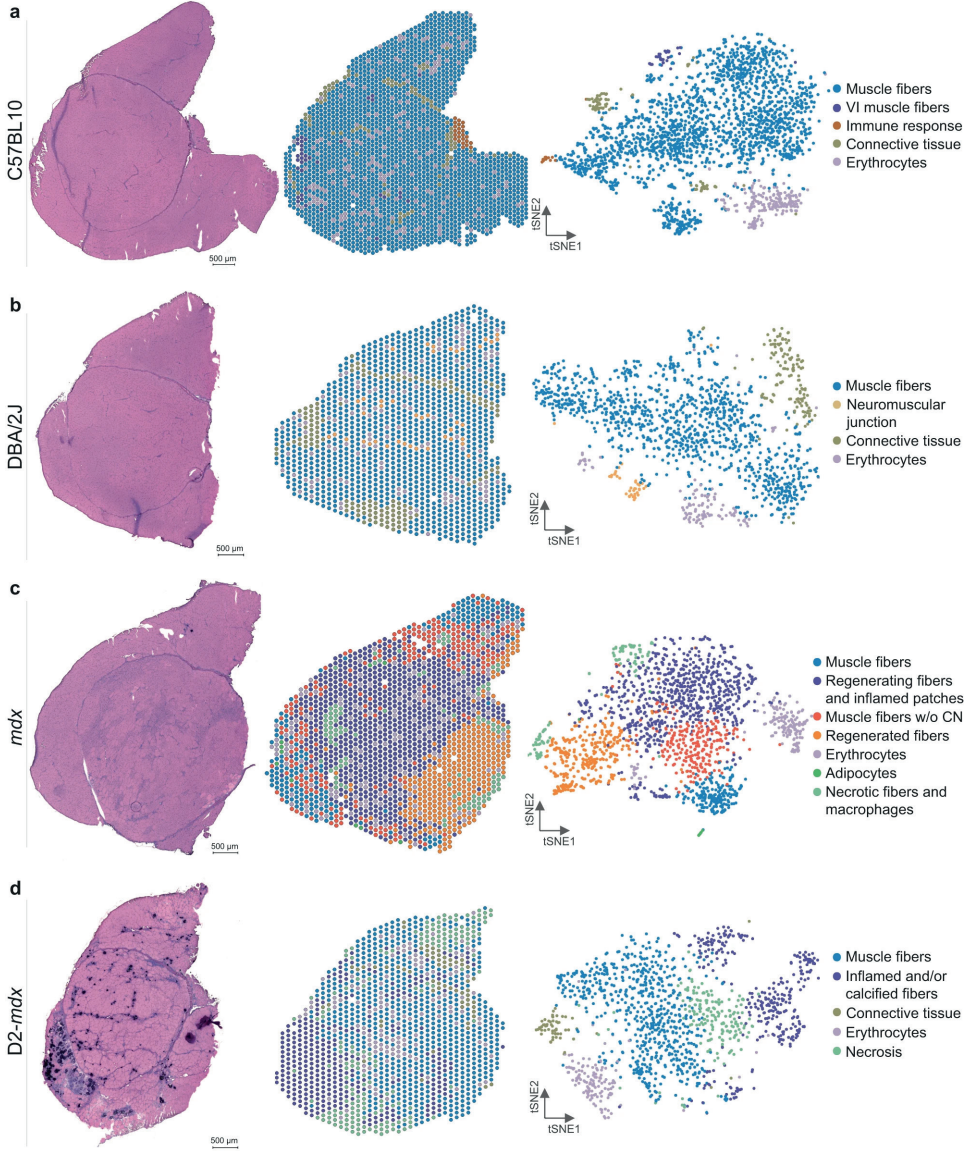 a
C57BL10
500 µm
tSNE2
tSNE1
Muscle fibers
VI muscle fibers
Immune response
Connective tissue
Erythrocytes
b
DBA/2J
500 µm
tSNE2
tSNE1
Muscle fibers
Neuromuscular
junction
Connective tissue
Erythrocytes
c
mdx
500 µm
tSNE2
tSNE1
Muscle fibers
Regenerating fibers
and inflamed patches
Muscle fibers w/o CN
Regenerated fibers
Erythrocytes
Adipocytes
Necrotic fibers and
macrophages
d
D2-mdx
500 µm
tSNE2
tSNE1
Muscle fibers
Inflamed and/or
calcified fibers
Connective tissue
Erythrocytes
Necrosis